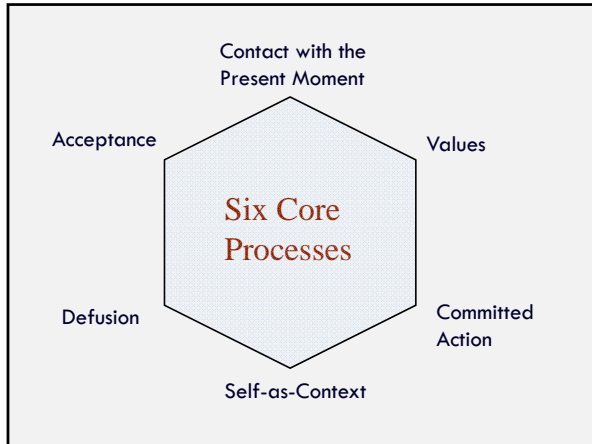 Contact with the
Present Moment
Acceptance
Values
Six Core
Processes
Defusion
Committed
Action
Self-as-Context